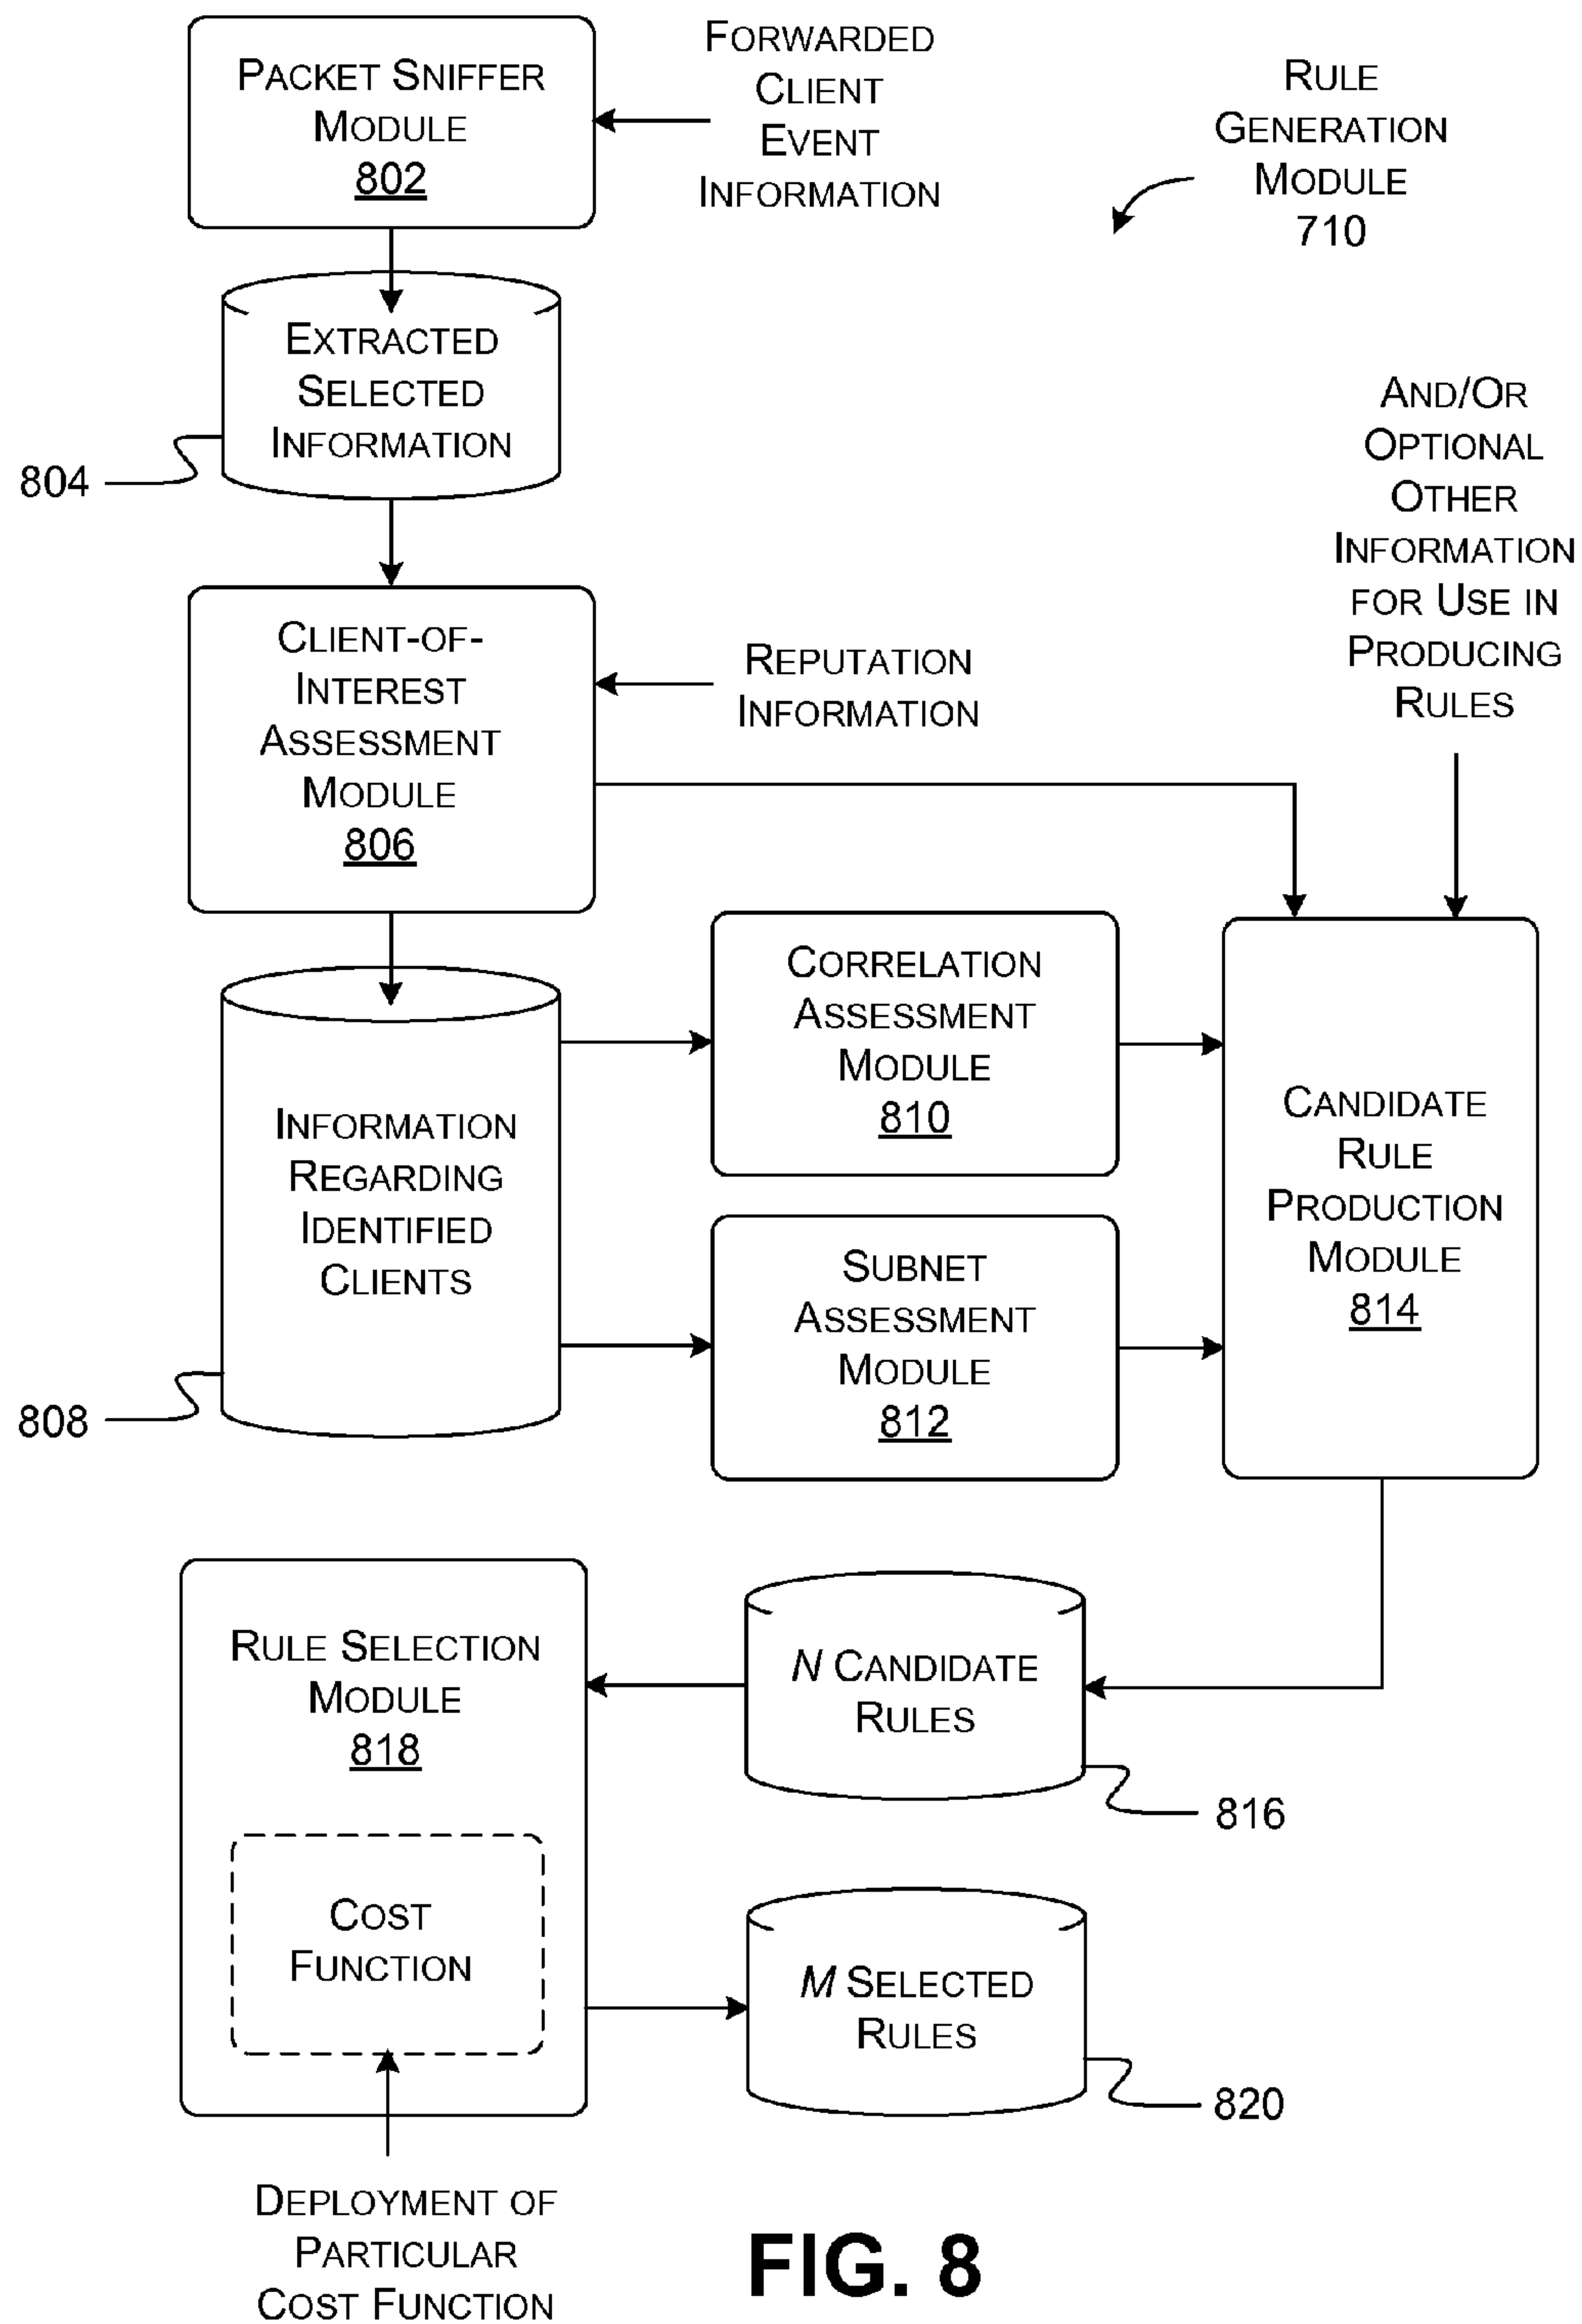 PACKET SNIFFER
MODULE
802
FORWARDED
CLIENT
EVENT
INFORMATION
RULE
GENERATION
MODULE
710
EXTRACTED
SELECTED
INFORMATION
804
AND/OR
OPTIONAL
OTHER
INFORMATION
FOR USE IN
PRODUCING
RULES
CLIENT-OF-
INTEREST
ASSESSMENT
MODULE
806
REPUTATION
INFORMATION
INFORMATION
REGARDING
IDENTIFIED
CLIENTS
808
CORRELATION
ASSESSMENT
MODULE
810
SUBNET
ASSESSMENT
MODULE
812
CANDIDATE
RULE
PRODUCTION
MODULE
814
RULE SELECTION
MODULE
818
COST
FUNCTION
N CANDIDATE
RULES
816
M SELECTED
RULES
820
DEPLOYMENT OF
PARTICULAR
COST FUNCTION
FIG. 8